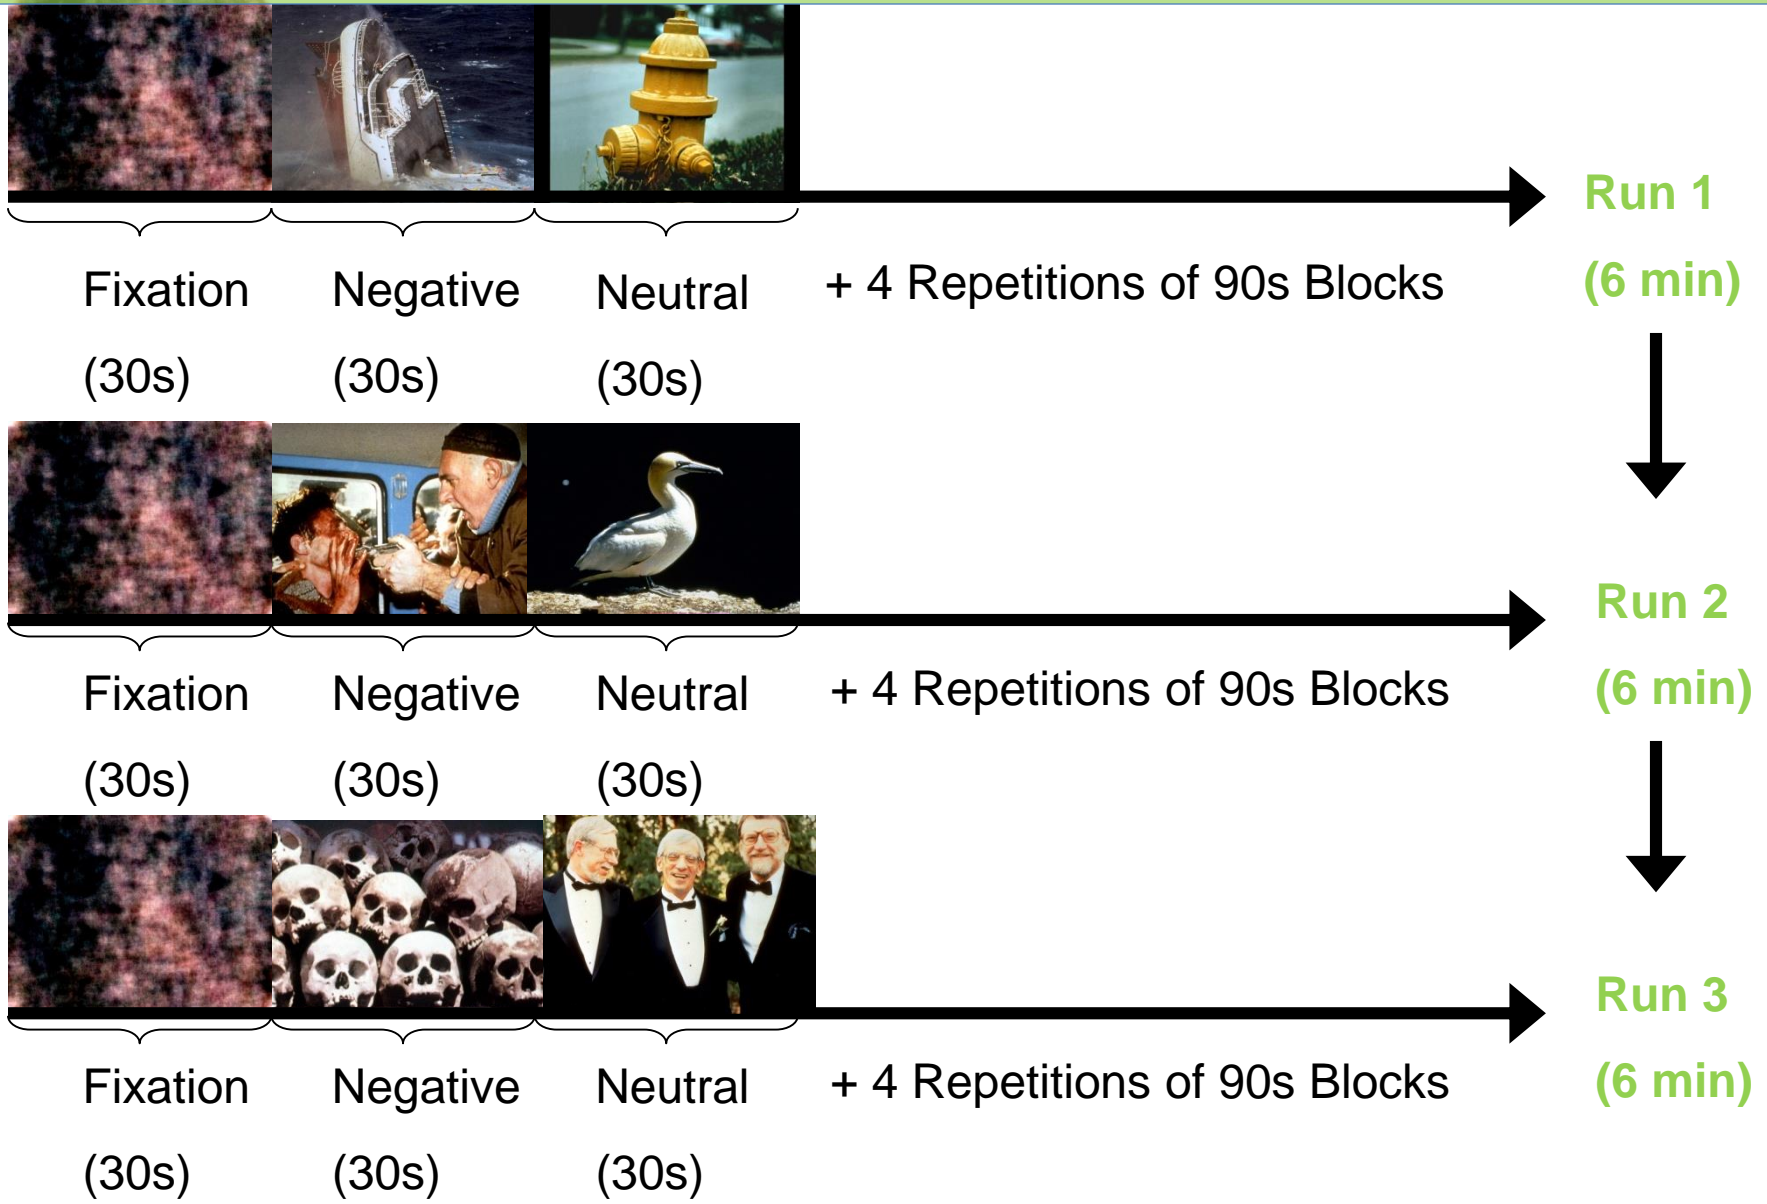 Run 1
(6 min)
Fixation Negative Neutral + 4 Repetitions of 90s Blocks
(30s) (30s) (30s)
Run 2
(6 min)
Fixation Negative Neutral + 4 Repetitions of 90s Blocks
(30s) (30s) (30s)
Run 3
(6 min)
Fixation Negative Neutral + 4 Repetitions of 90s Blocks
(30s) (30s) (30s)